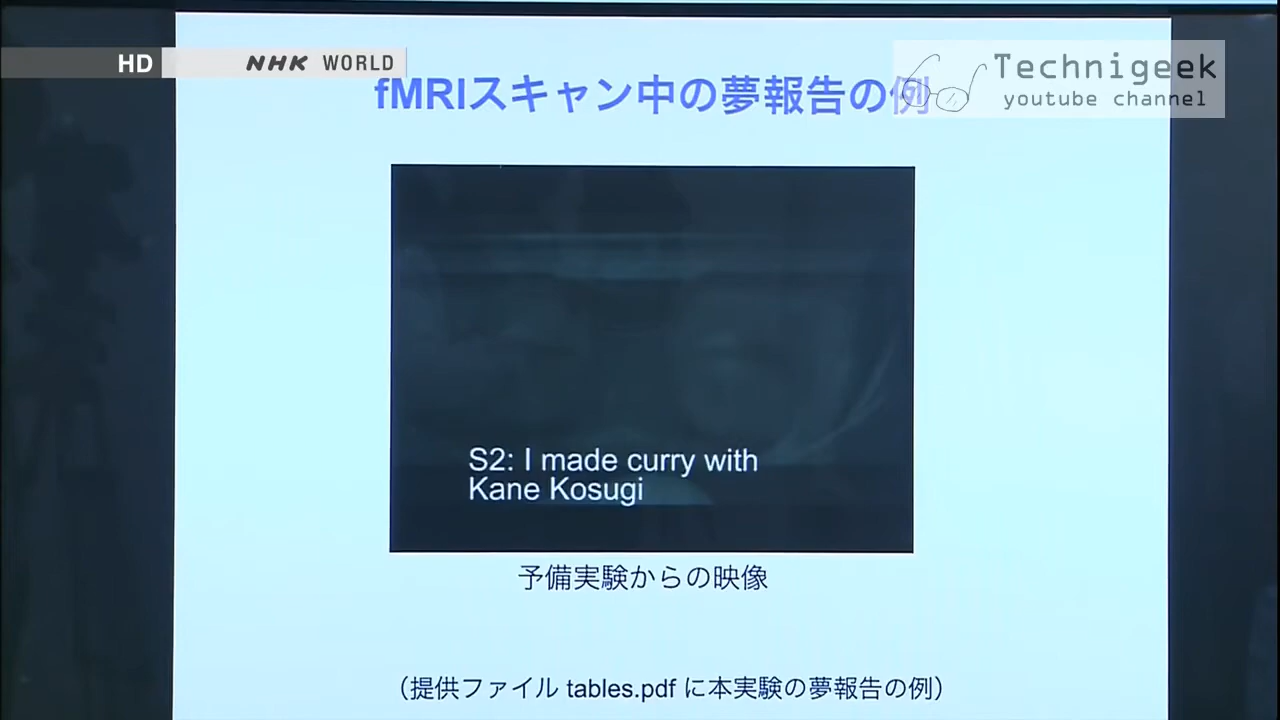 HD
NHK WORLD
Technigeek
youtube channel
fMRIスキャン中の夢報告の例
S2: I made curry with
Kane Kosugi
予備実験からの映像
（提供ファイル tables.pdf に本実験の夢報告の例）